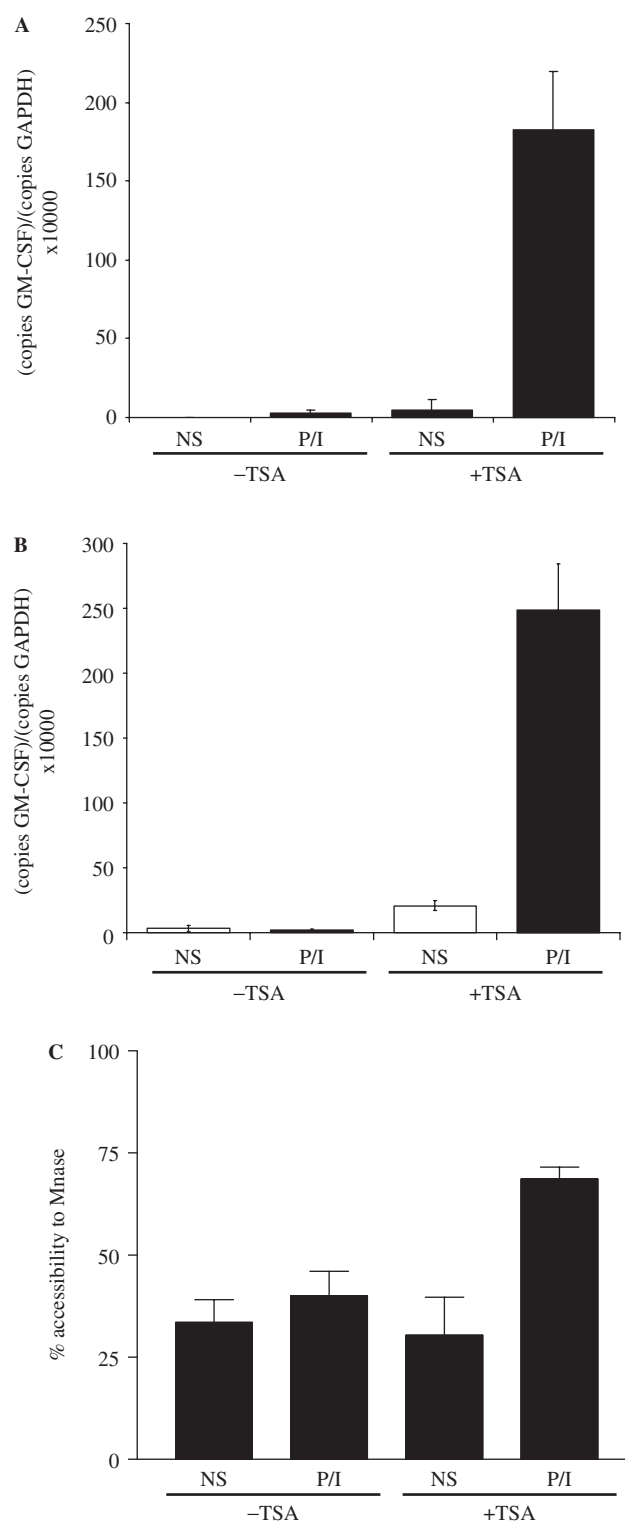 A
(copies GM-CSF)/(copies GAPDH)
x10000
250
200
150
100
50
0
NS P/I NS P/I
–TSA +TSA
B
(copies GM-CSF)/(copies GAPDH)
x10000
300
250
200
150
100
50
0
NS P/I NS P/I
–TSA +TSA
C
% accessibility to Mnase
100
75
50
25
0
NS P/I NS P/I
–TSA +TSA